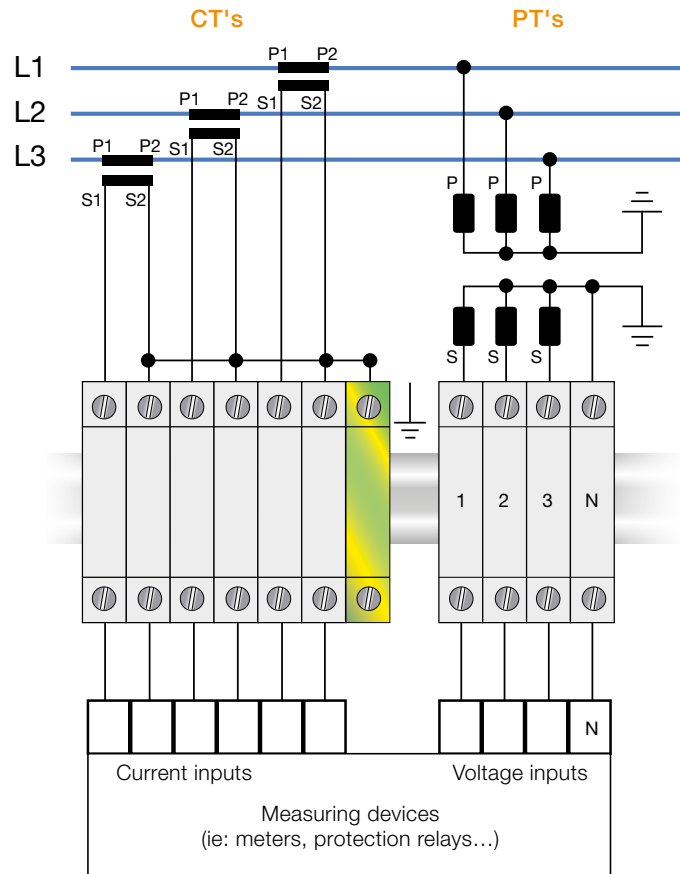 CT's PT's
P1 P2
L1
S1 S2
P1 P2
L2
S1 S2
P1 P2
L3
S1 S2
P P P
S S S
1 2 3 N
N
Current inputs Voltage inputs
Measuring devices
(ie: meters, protection relays...)